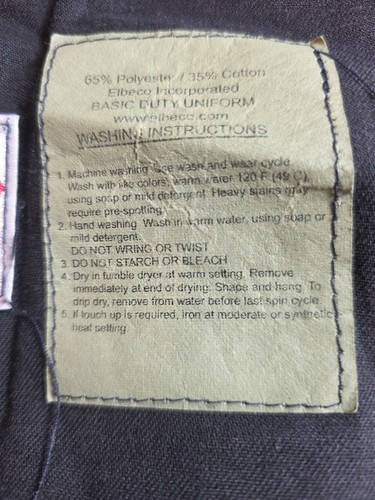 65% Polyester / 35% Cotton
Elbeco Incorporated
BASIC DUTY UNIFORM
www.elbeco.com
WASHING INSTRUCTIONS
1. Machine washing Use wash and wear cycle
Wash with like colors, warm water 120 F (49 C),
using soap or mild detergent. Heavy stains may
require pre-spotting
2. Hand washing Wash in warm water, using soap or
mild detergent.
DO NOT WRING OR TWIST
3. DO NOT STARCH OR BLEACH
4. Dry in tumble dryer at warm setting. Remove
immediately at end of drying. Shape and hang. To
drip dry, remove from water before last spin cycle.
5. If touch up is required, iron at moderate or synthetic
heat setting.